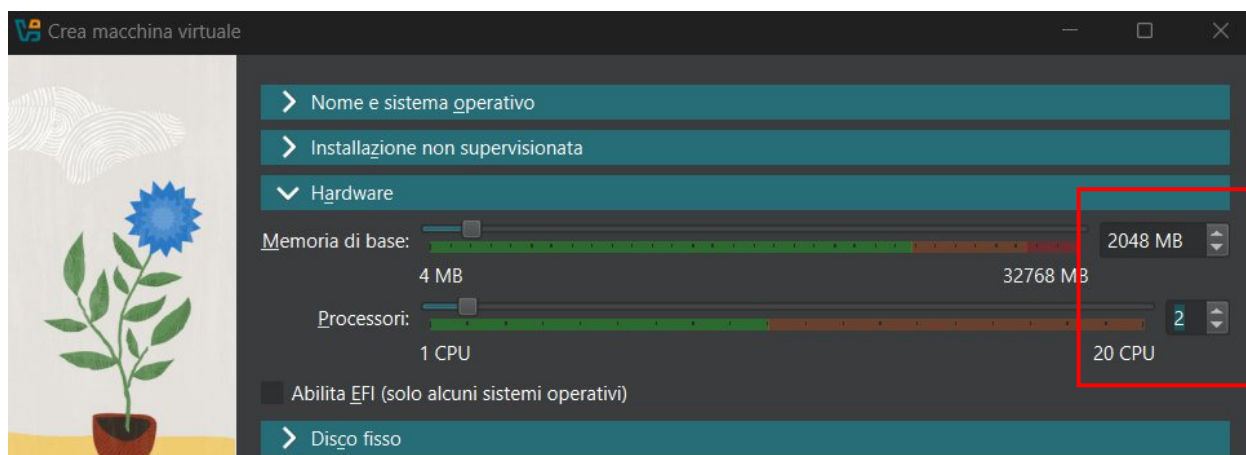 Crea macchina virtuale
Nome e sistema operativo
Installazione non supervisionata
Hardware
Memoria di base: 2048 MB
4 MB 32768 MB
Processori: 2
1 CPU 20 CPU
Abilita EFI (solo alcuni sistemi operativi)
Disco fisso